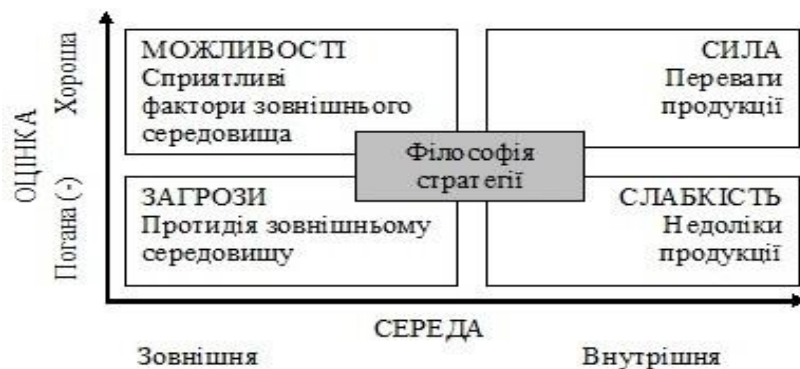 МОЖЛИВОСТІ
Сприятливі
фактори зовнішнього
середовища
СИЛА
Переваги
продукції
Філософія
стратегії
ЗАГРОЗИ
Протидія зовнішньому
середовищу
СЛАБКІСТЬ
Недоліки
продукції
ОЦІНКА
Хороша
Погана (-)
СЕРЕДА
Зовнішня
Внутрішня